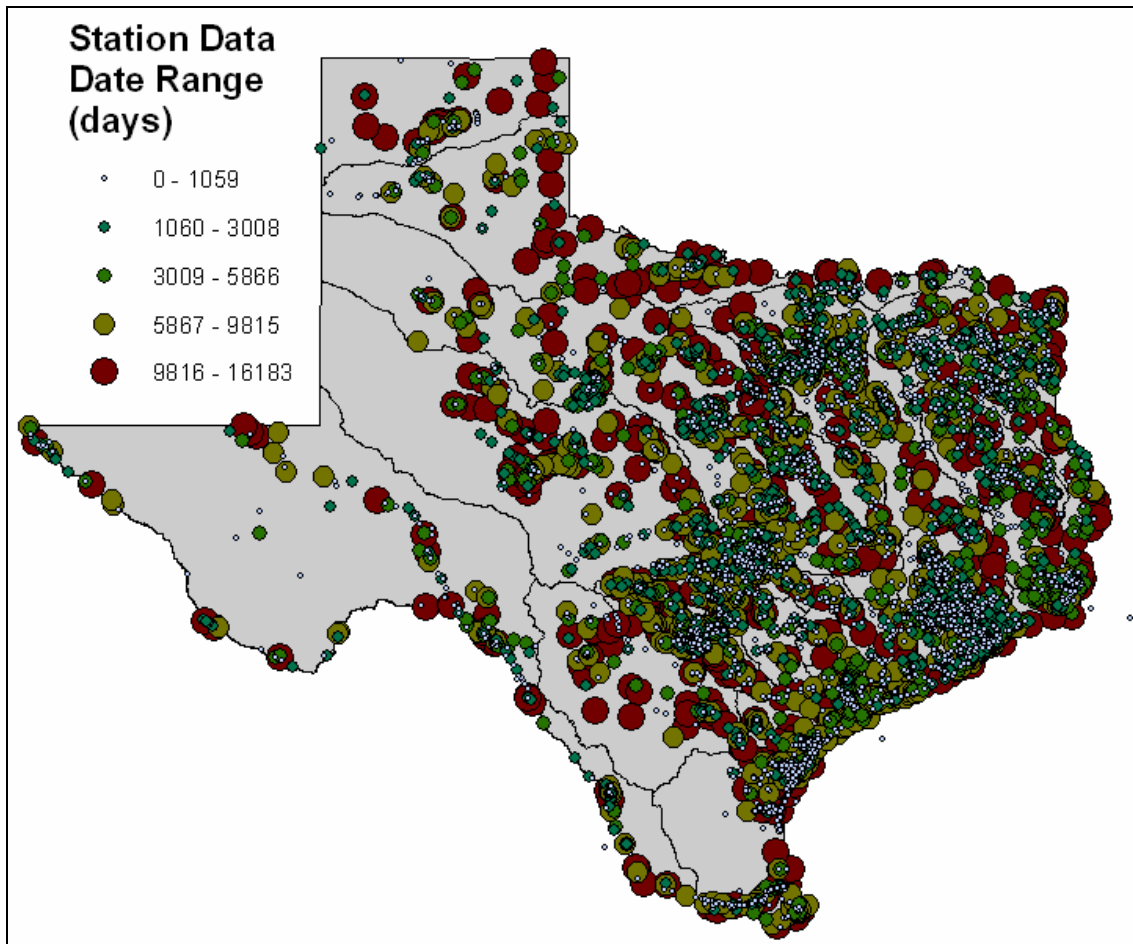 Station Data
Date Range
(days)
0 - 1059
1060 - 3008
3009 - 5866
5867 - 9815
9816 - 16183